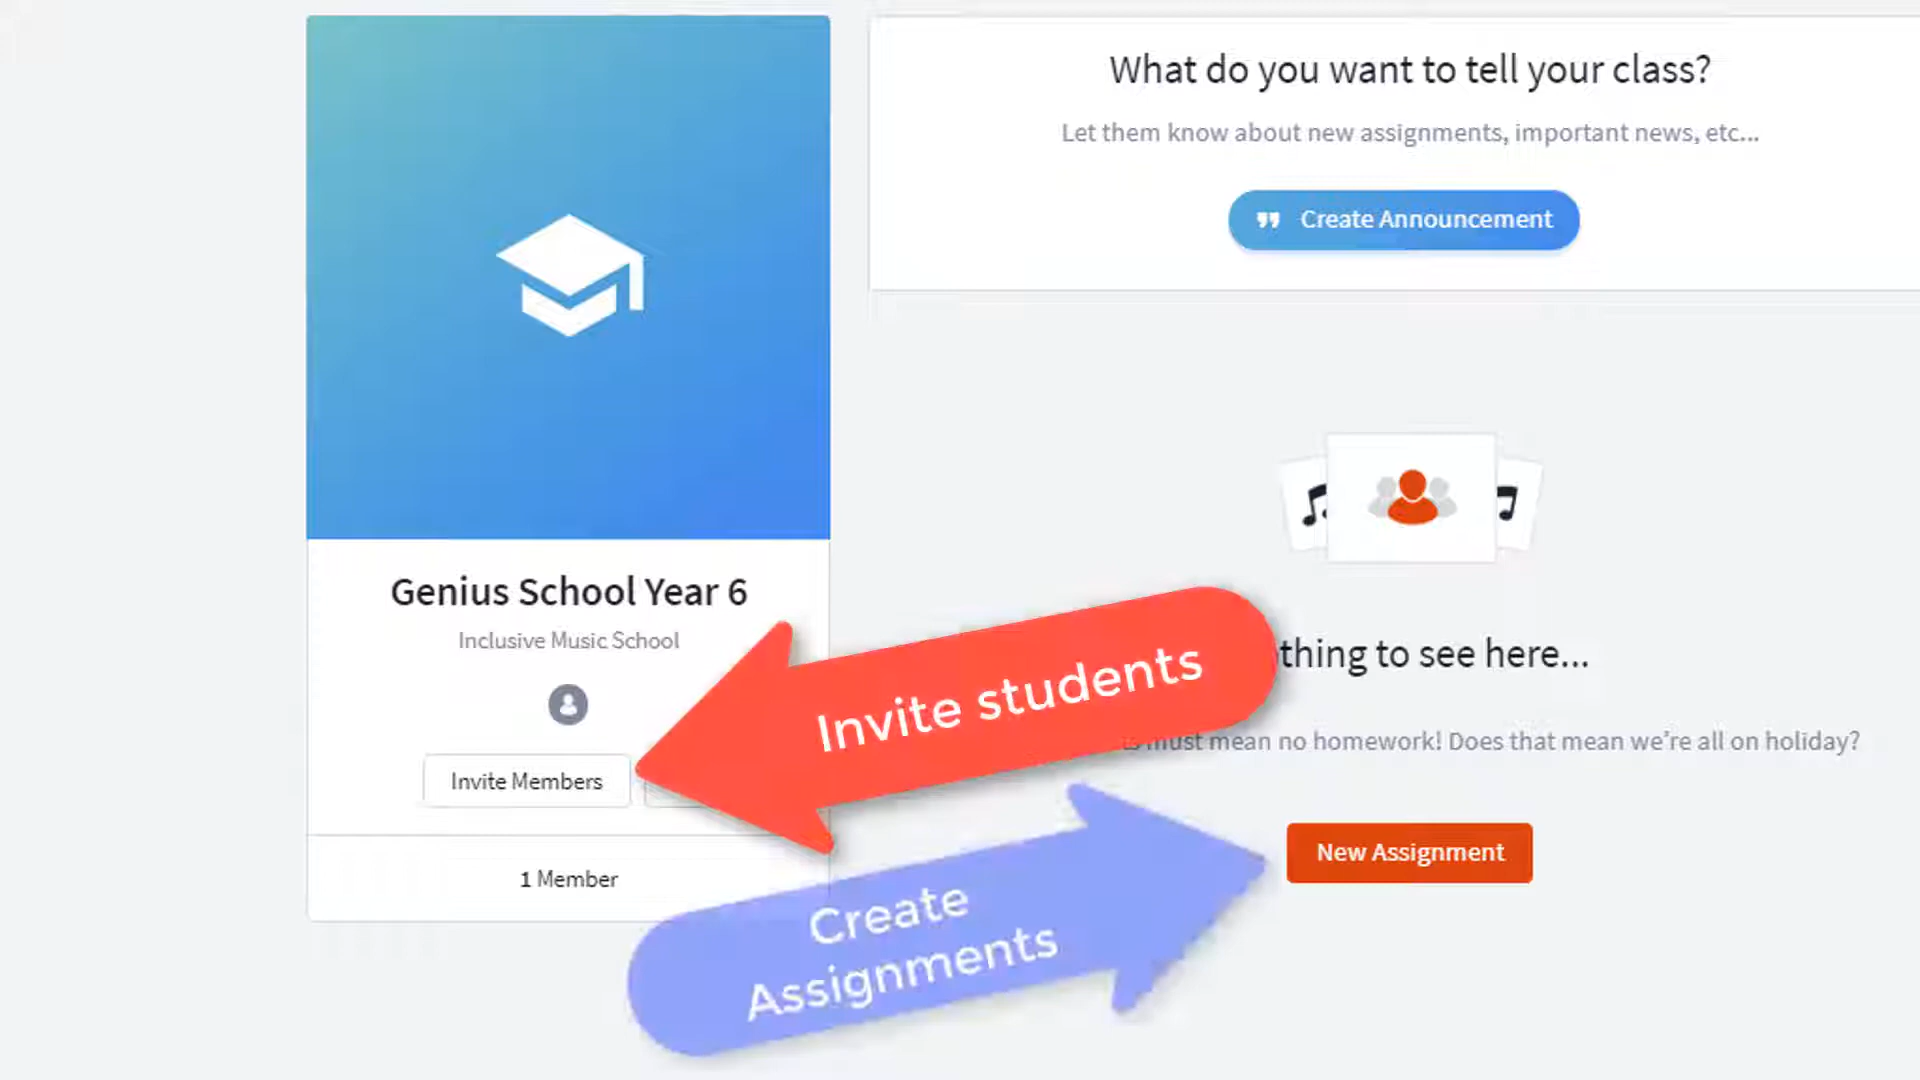 What do you want to tell your class?
Let them know about new assignments, important news, etc...
Create Announcement
Genius School Year 6
Inclusive Music School
Invite Members
1 Member
Invite students
thing to see here...
must mean no homework! Does that mean we're all on holiday?
New Assignment
Create
Assignments